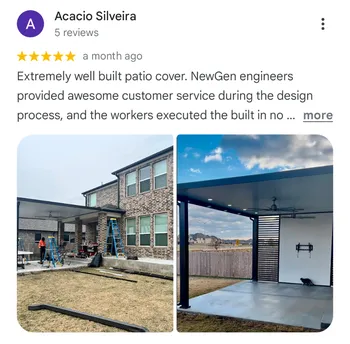 A
Acacio Silveira
5 reviews
a month ago
Extremely well built patio cover. NewGen engineers
provided awesome customer service during the design
process, and the workers executed the built in no ... more